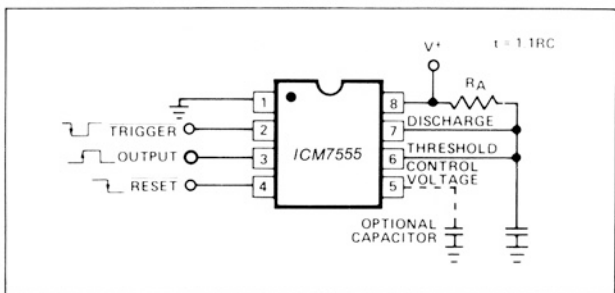 V+
t = 1.1RC
RA
1
8
DISCHARGE
TRIGGER
2
7
THRESHOLD
OUTPUT
3
ICM7555
6
CONTROL
VOLTAGE
RESET
4
5
OPTIONAL
CAPACITOR